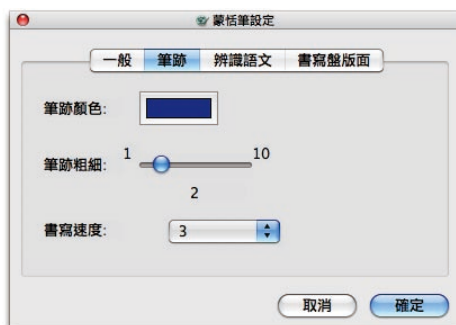 蒙恬筆設定
一般 筆跡 辨識語文 書寫盤版面
筆跡顏色:
筆跡粗細: 1 10
2
書寫速度: 3
取消 確定